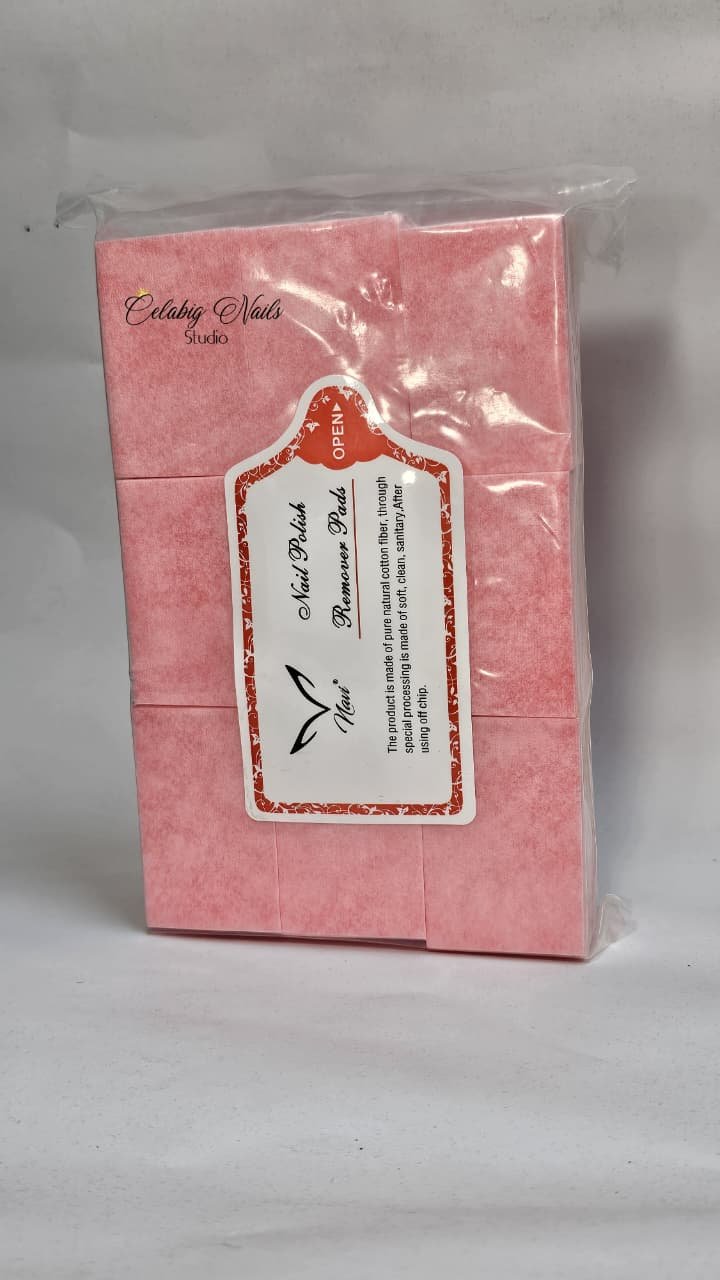 Celabig Nails
Studio
OPEN
Nail Polish
Remover Pads
Navi®
The product is made of pure natural cotton fiber, through
special processing is made of soft, clean, sanitary.After
using off chip.